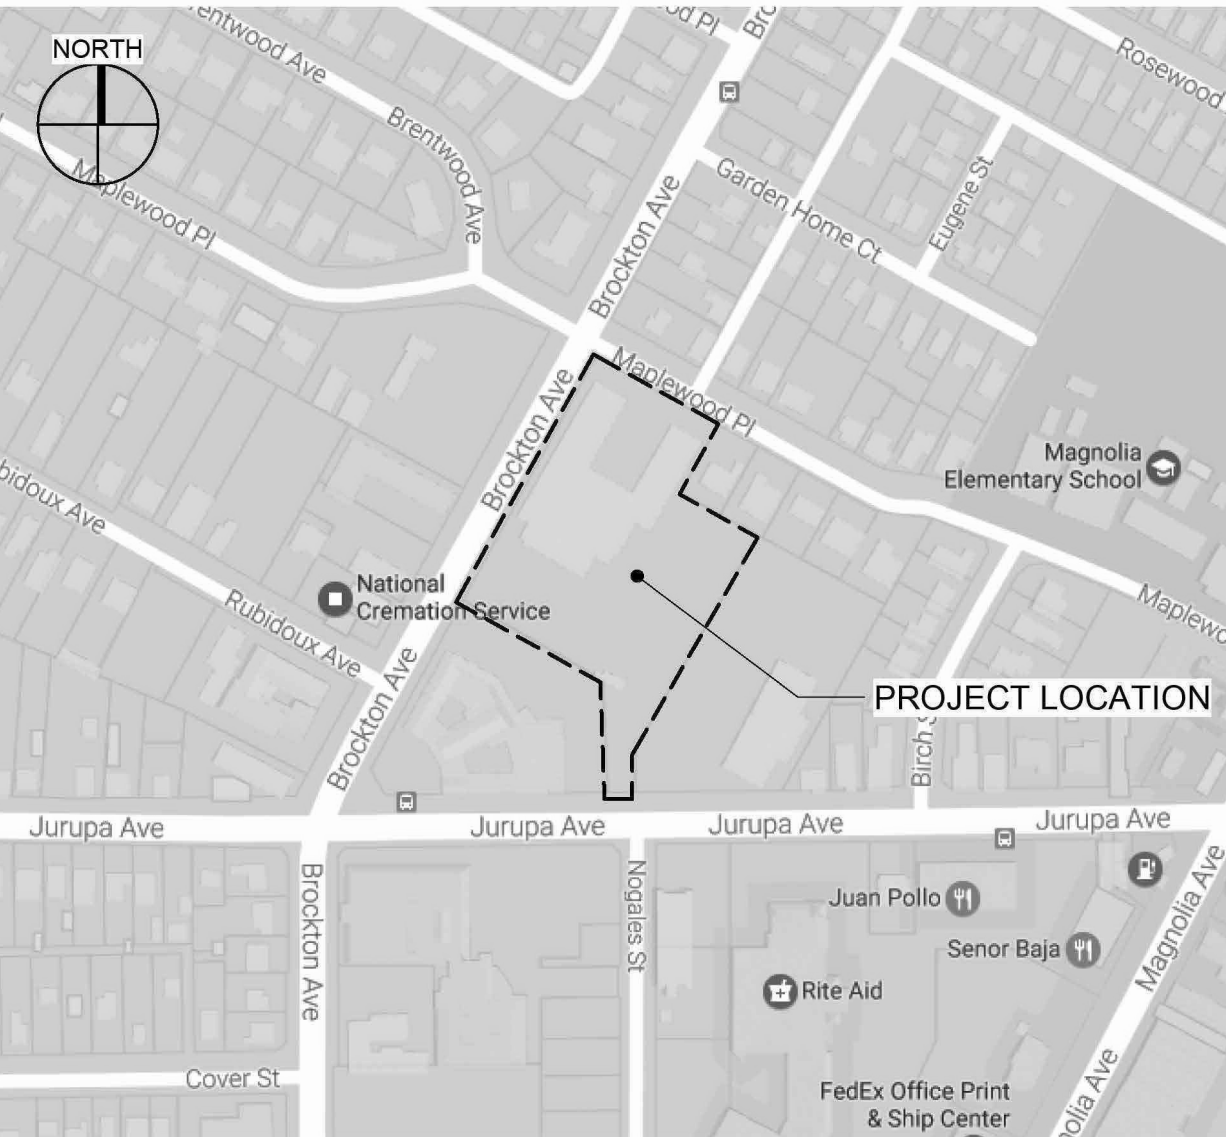 NORTH
Brentwood Ave
Brentwood Ave
Maplewood Pl
Rosewood
Garden Home Ct
Eugene St
Brockton Ave
Maplewood Pl
Brockton Ave
Magnolia
Elementary School
National
Cremation Service
Rubidoux Ave
Rubidoux Ave
Maplewo
PROJECT LOCATION
Brockton Ave
Birch S
Jurupa Ave
Jurupa Ave
Jurupa Ave
Jurupa Ave
Brockton Ave
Nogales St
Juan Pollo
Senor Baja
Magnolia Ave
Rite Aid
Cover St
FedEx Office Print
& Ship Center
nolia Ave